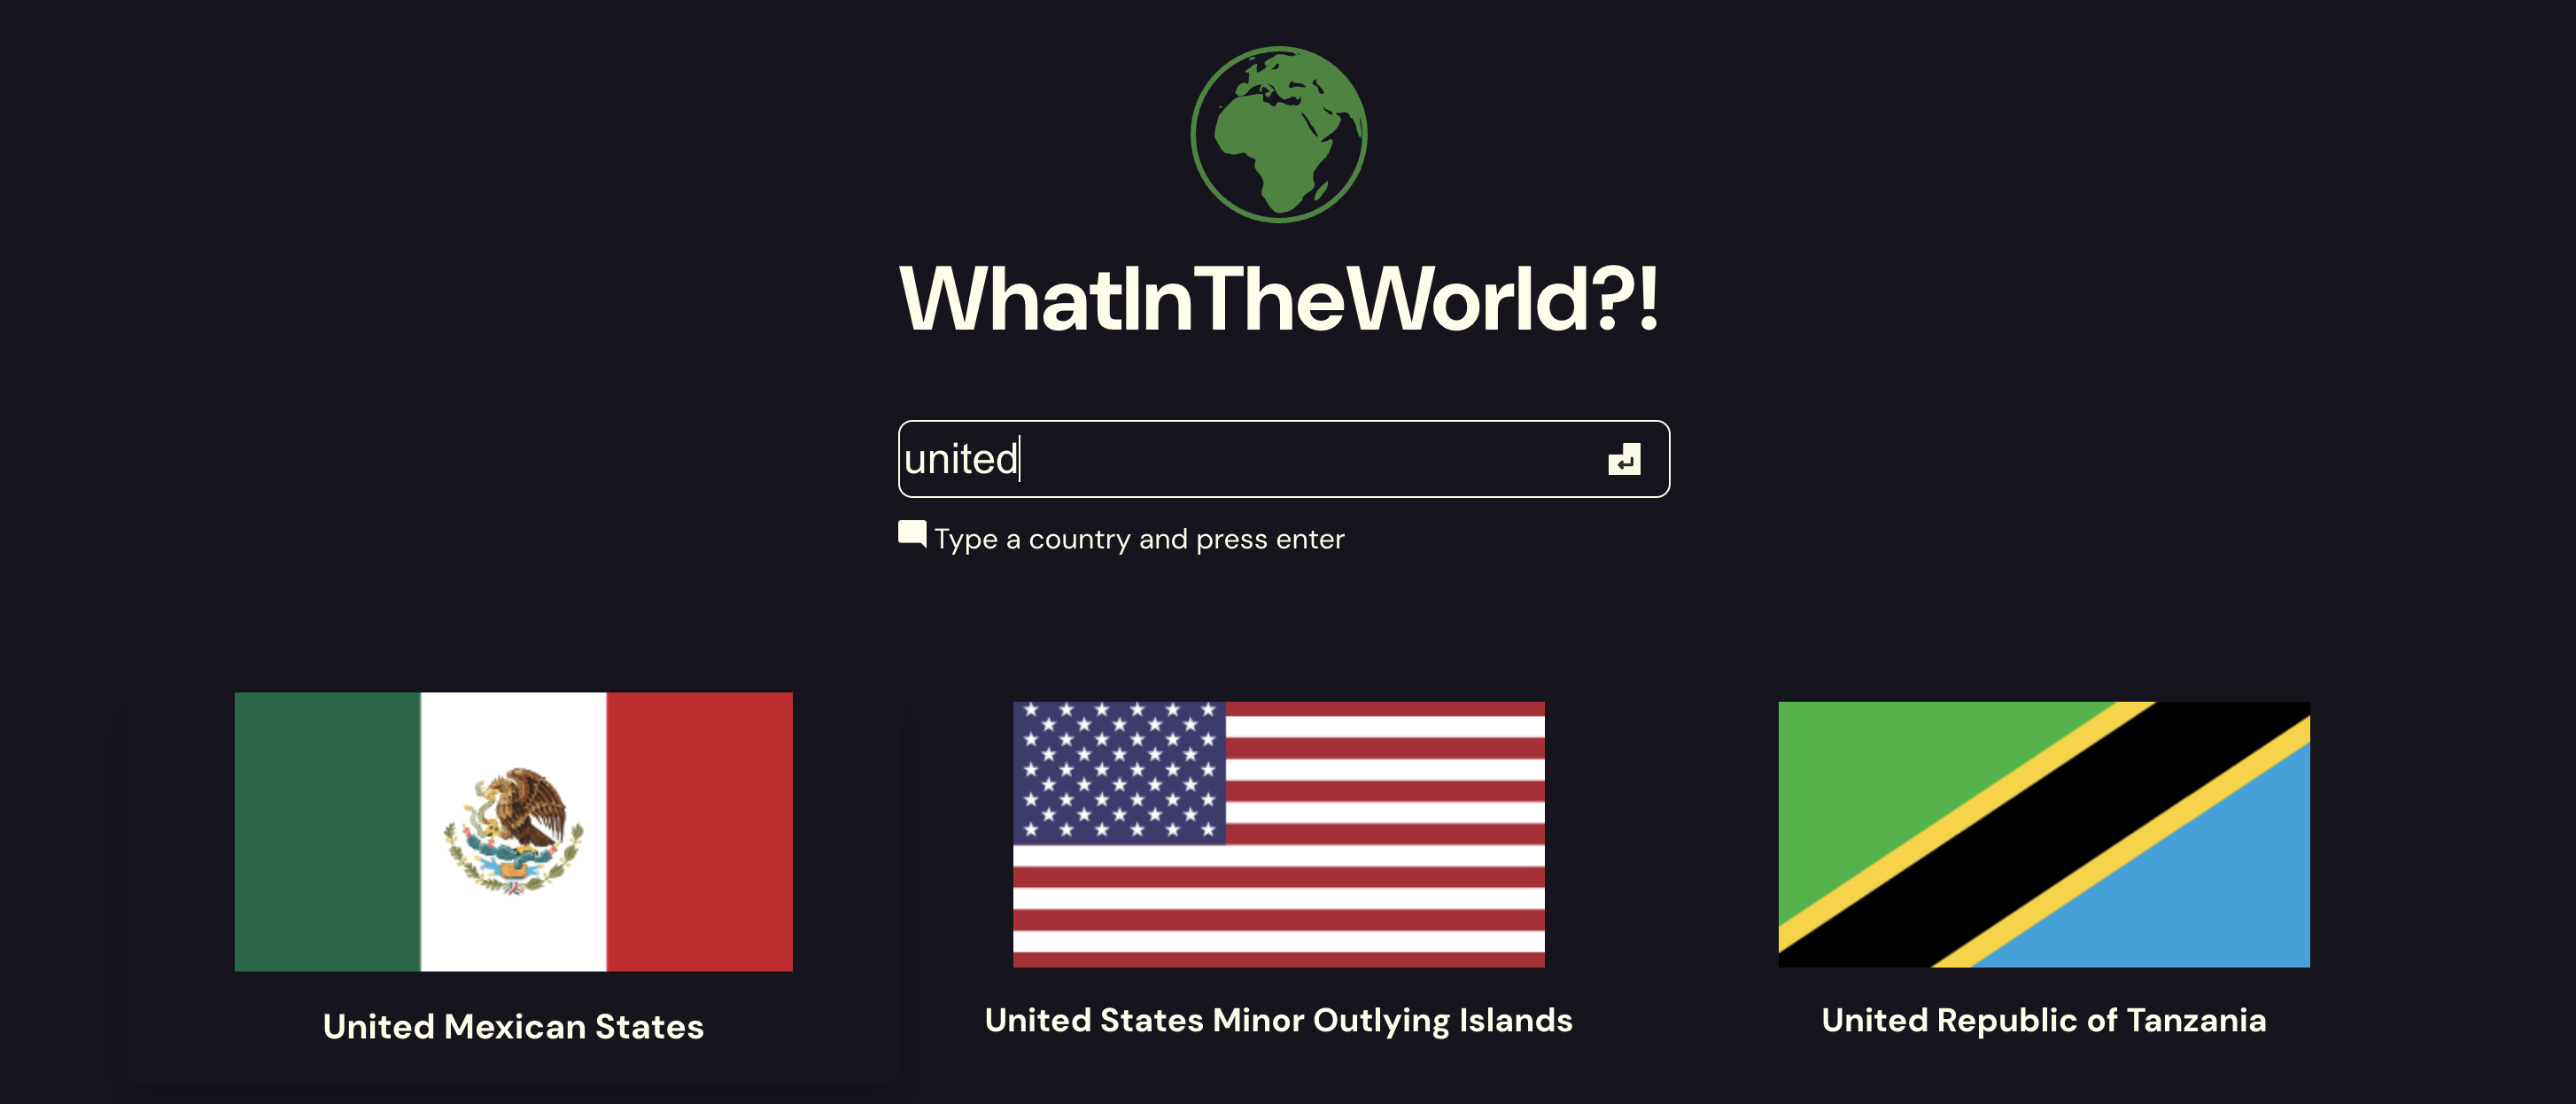 WhatInTheWorld?!
united
Type a country and press enter
United Mexican States
United States Minor Outlying Islands
United Republic of Tanzania